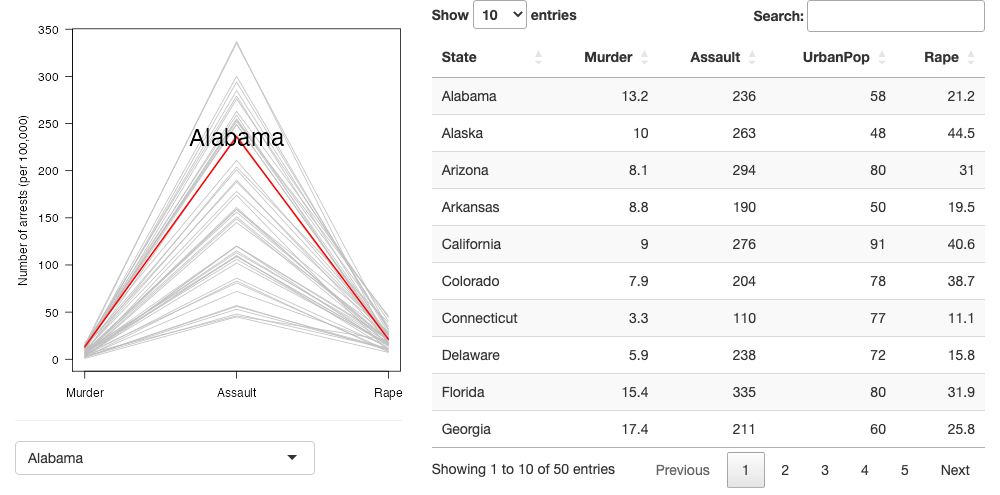 350
300
250
200
150
100
50
0
Number of arrests (per 100,000)
Alabama
Murder Assault Rape
Alabama
Show 10 entries Search:
State Murder Assault UrbanPop Rape
Alabama 13.2 236 58 21.2
Alaska 10 263 48 44.5
Arizona 8.1 294 80 31
Arkansas 8.8 190 50 19.5
California 9 276 91 40.6
Colorado 7.9 204 78 38.7
Connecticut 3.3 110 77 11.1
Delaware 5.9 238 72 15.8
Florida 15.4 335 80 31.9
Georgia 17.4 211 60 25.8
Showing 1 to 10 of 50 entries Previous 1 2 3 4 5 Next